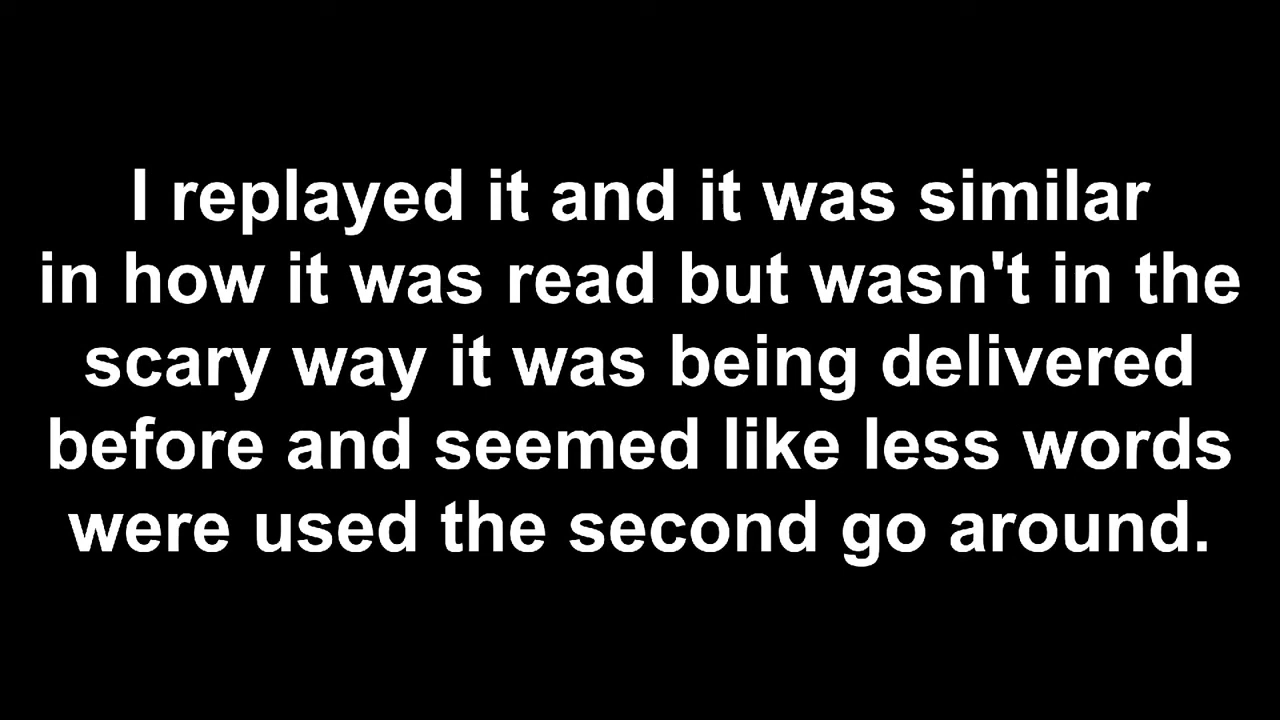 I replayed it and it was similar
in how it was read but wasn't in the
scary way it was being delivered
before and seemed like less words
were used the second go around.